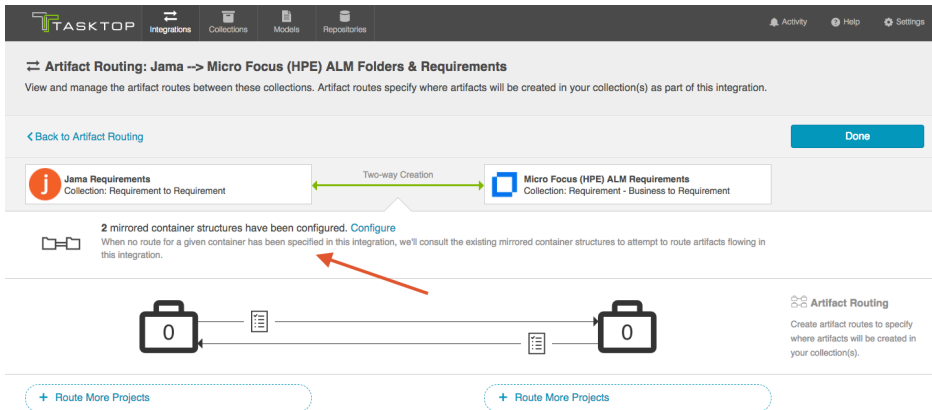 TASKTOP
Integrations
Collections
Models
Repositories
Activity
Help
Settings
Artifact Routing: Jama --> Micro Focus (HPE) ALM Folders & Requirements
View and manage the artifact routes between these collections. Artifact routes specify where artifacts will be created in your collection(s) as part of this integration.
Back to Artifact Routing
Done
Jama Requirements
Collection: Requirement to Requirement
Two-way Creation
Micro Focus (HPE) ALM Requirements
Collection: Requirement - Business to Requirement
2 mirrored container structures have been configured. Configure
When no route for a given container has been specified in this integration, we'll consult the existing mirrored container structures to attempt to route artifacts flowing in
this integration.
0
0
Artifact Routing
Create artifact routes to specify
where artifacts will be created in
your collection(s).
+ Route More Projects
+ Route More Projects